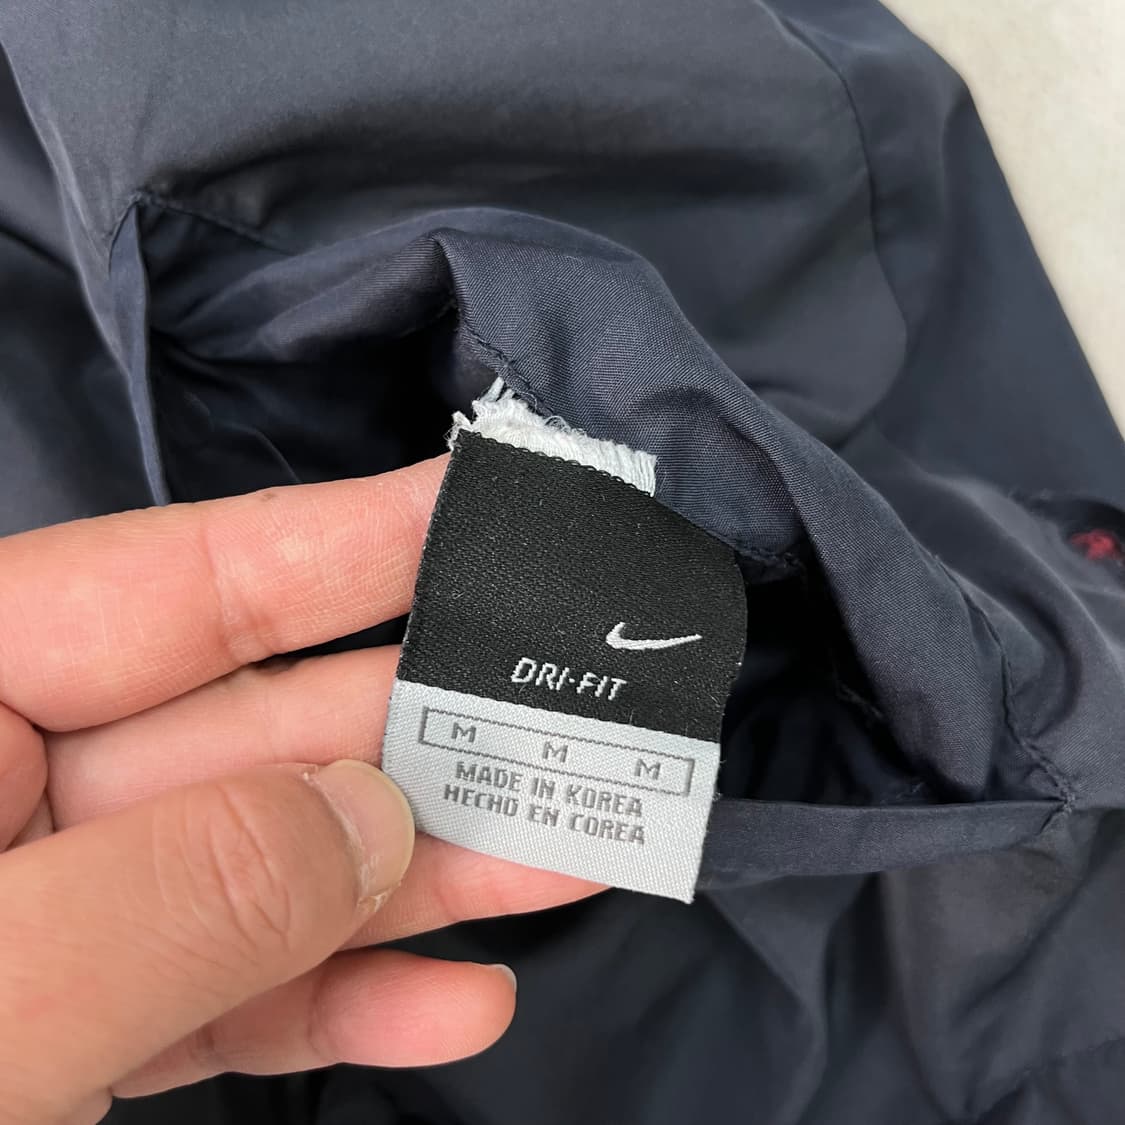 DRI-FIT
M M M
MADE IN KOREA
HECHO EN COREA